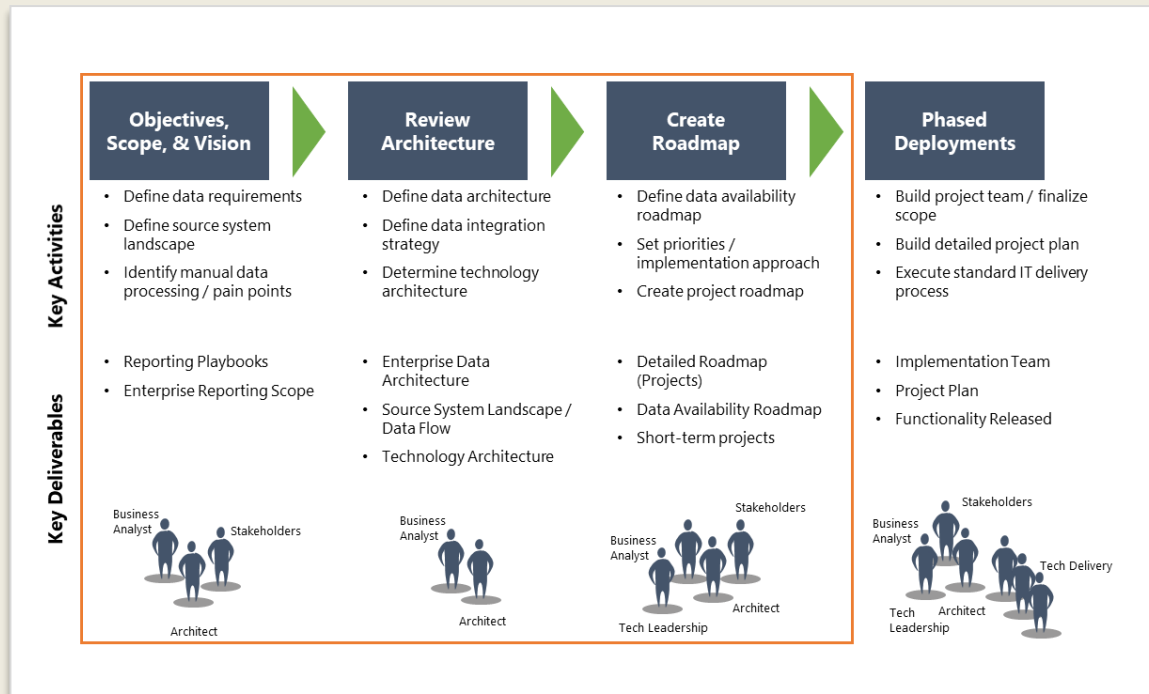 Objectives,
Scope, & Vision
Review
Architecture
Create
Roadmap
Phased
Deployments
Key Activities
• Define data requirements
• Define source system
landscape
• Identify manual data
processing / pain points
• Define data architecture
• Define data integration
strategy
• Determine technology
architecture
• Define data availability
roadmap
• Set priorities /
implementation approach
• Create project roadmap
• Build project team / finalize
scope
• Build detailed project plan
• Execute standard IT delivery
process
Key Deliverables
• Reporting Playbooks
• Enterprise Reporting Scope
• Enterprise Data
Architecture
• Source System Landscape /
Data Flow
• Technology Architecture
• Detailed Roadmap
(Projects)
• Data Availability Roadmap
• Short-term projects
• Implementation Team
• Project Plan
• Functionality Released
Business
Analyst
Stakeholders
Architect
Business
Analyst
Architect
Stakeholders
Business
Analyst
Architect
Tech Leadership
Stakeholders
Business
Analyst
Tech Delivery
Tech
Leadership
Architect